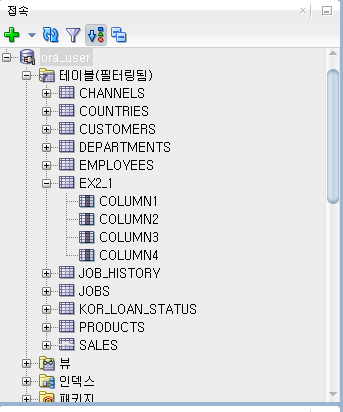 접속
ora_user
테이블(필터링됨)
CHANNELS
COUNTRIES
CUSTOMERS
DEPARTMENTS
EMPLOYEES
EX2_1
COLUMN1
COLUMN2
COLUMN3
COLUMN4
JOB_HISTORY
JOBS
KOR_LOAN_STATUS
PRODUCTS
SALES
뷰
인덱스
패키지